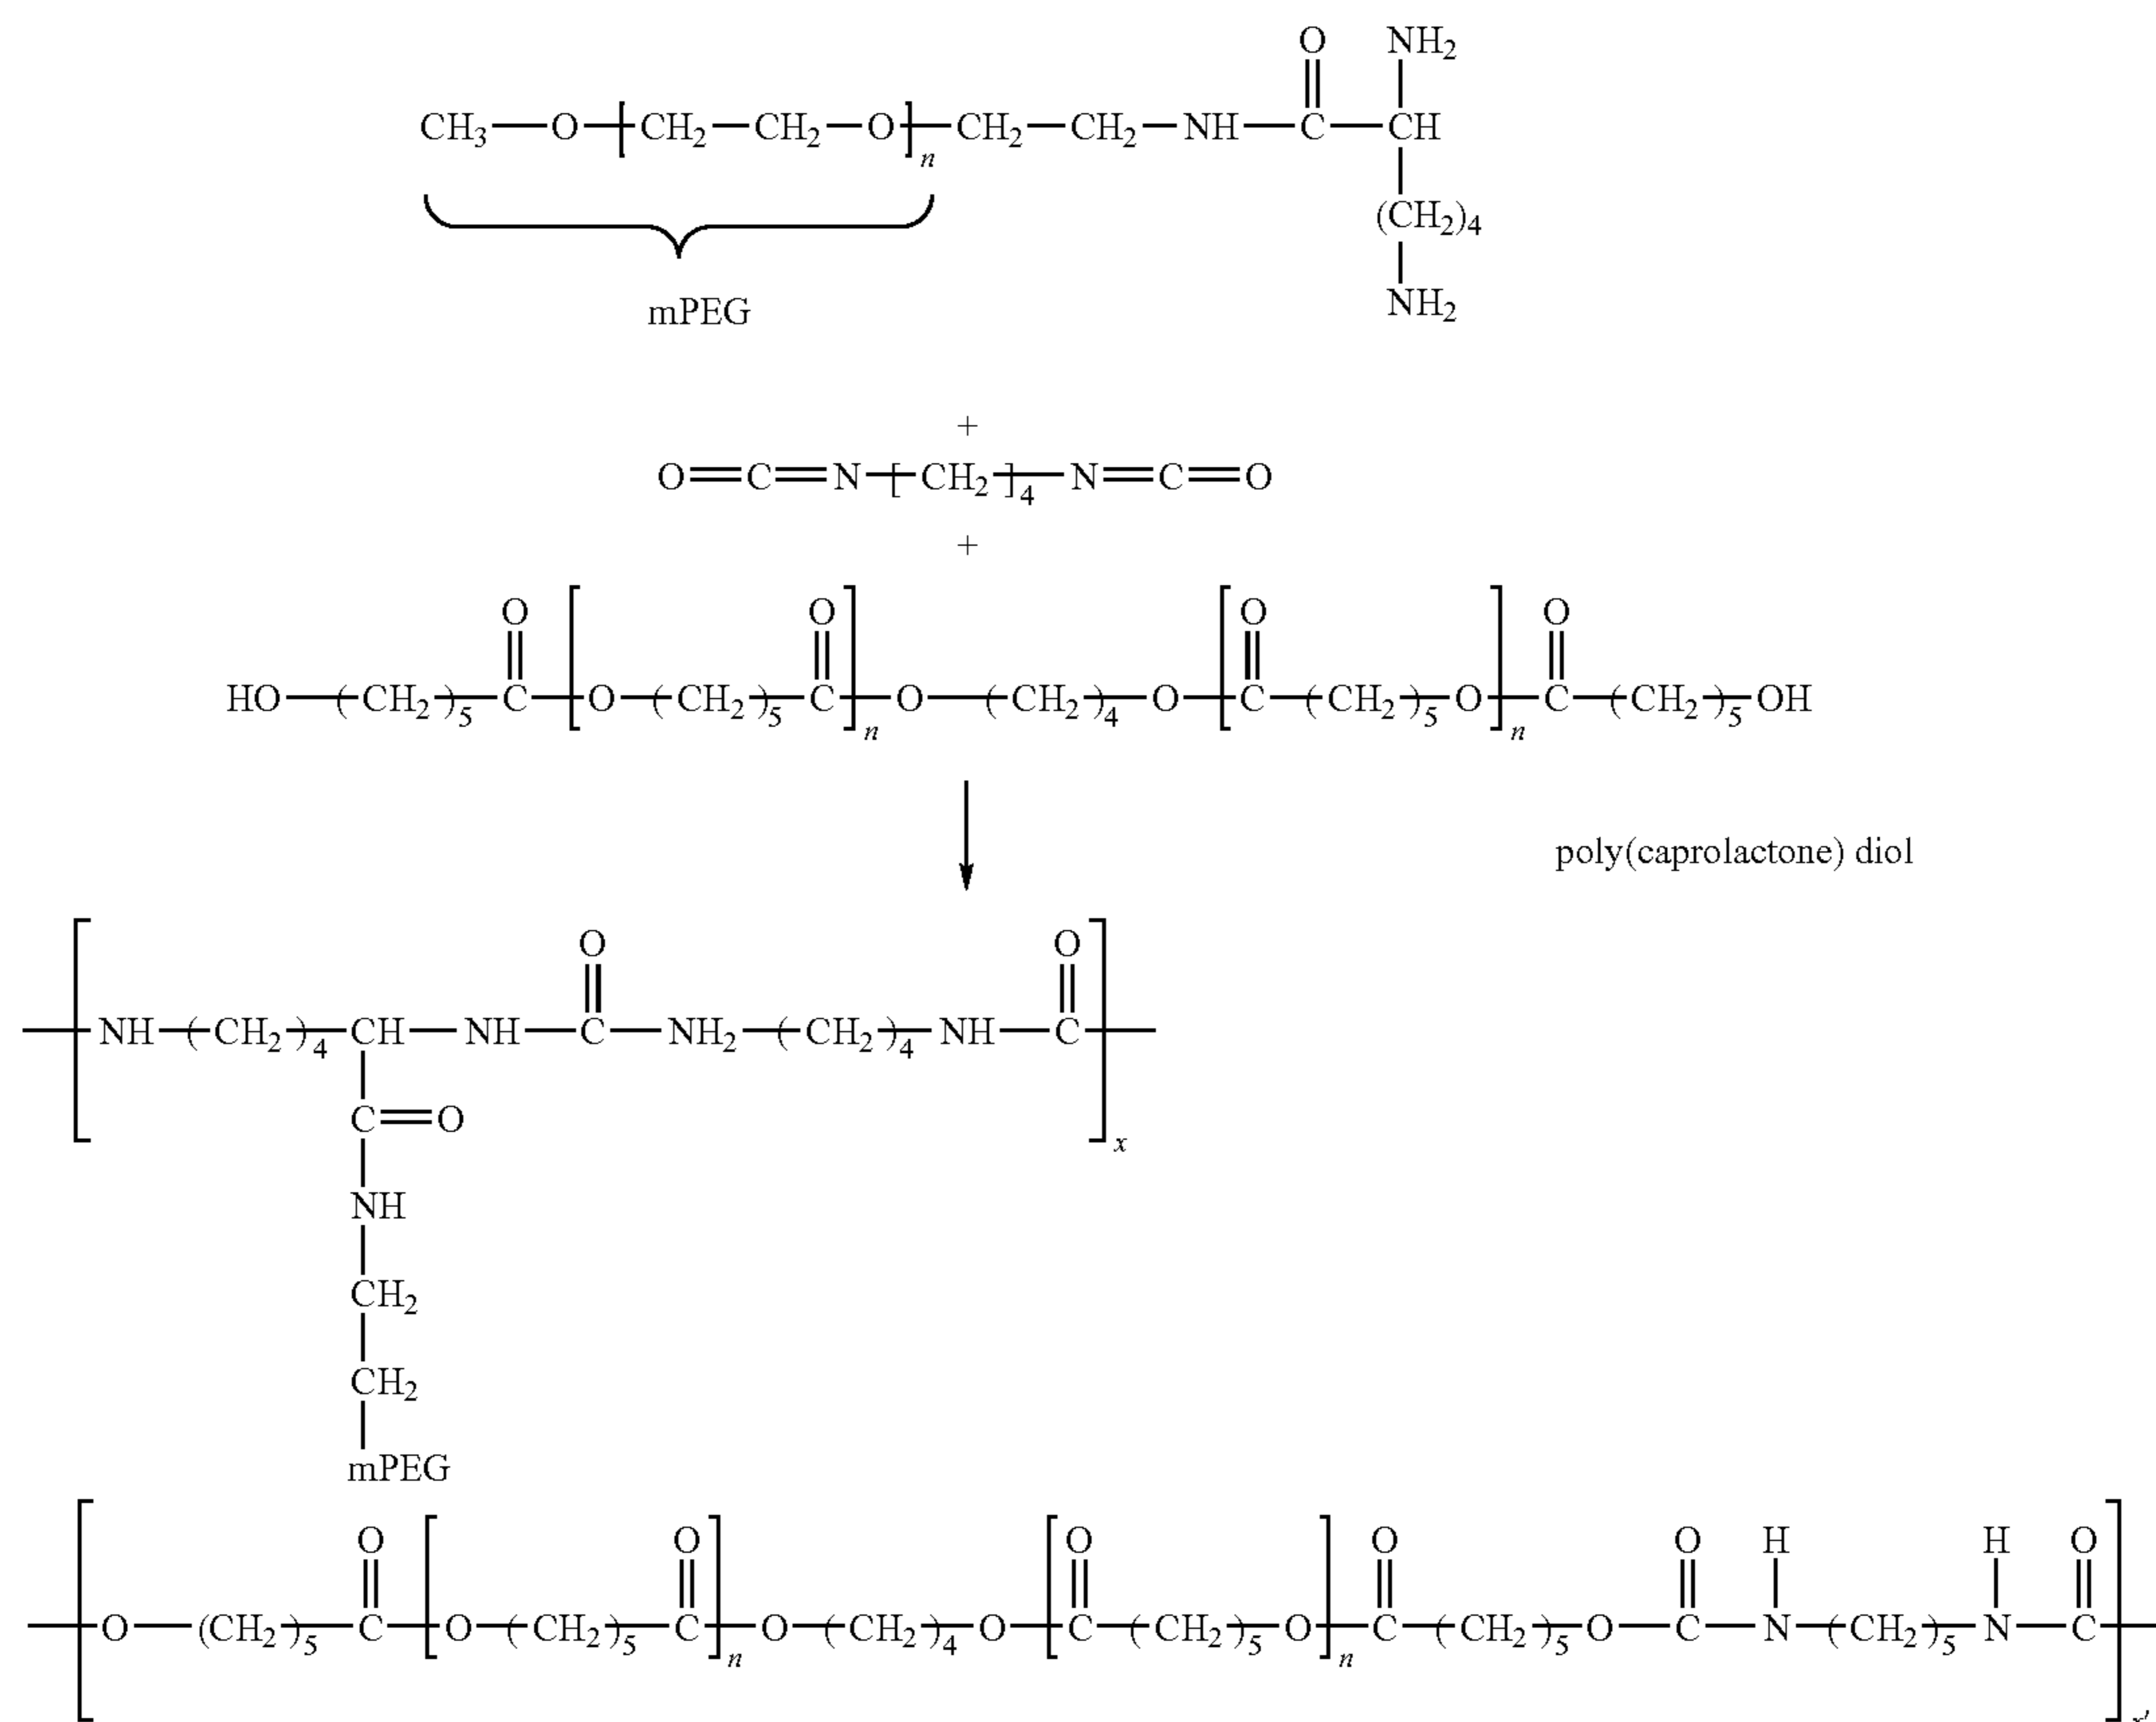 O NH2
CH3—O—[CH2—CH2—O]n—CH2—CH2—NH—C—CH
(CH2)4
mPEG NH2
+
O=C=N—[CH2]4—N=C=O
+
O O O O
HO—(CH2)5—C—[O—(CH2)5—C]n—O—(CH2)4—O—[C—(CH2)5—O]n—C—(CH2)5—OH
poly(caprolactone) diol
O O
—[NH—(CH2)4—CH—NH—C—NH2—(CH2)4—NH—C]x—
C=O
NH
CH2
CH2
mPEG
O O O O O H H O
—[O—(CH2)5—C—[O—(CH2)5—C]n—O—(CH2)4—O—[C—(CH2)5—O]n—C—(CH2)5—O—C—N—(CH2)5—N—C]